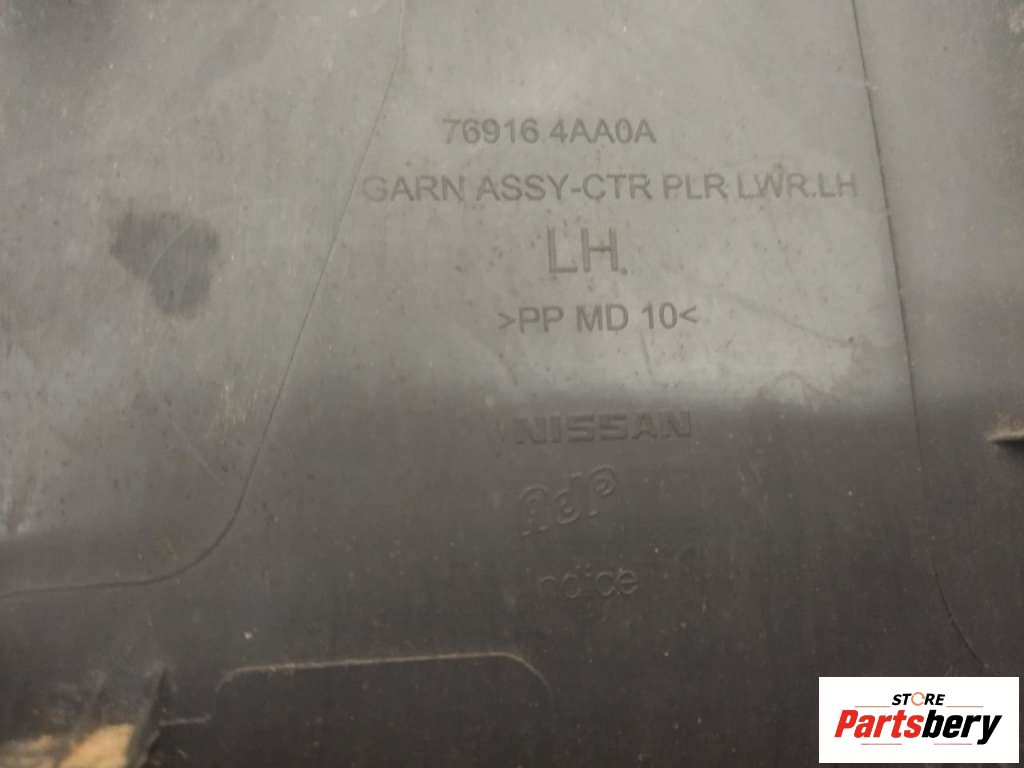 76916 4AA0A
GARN ASSY-CTR PLR LWR.LH
LH.
>PP MD 10<
NISSAN
STORE
Partsbery